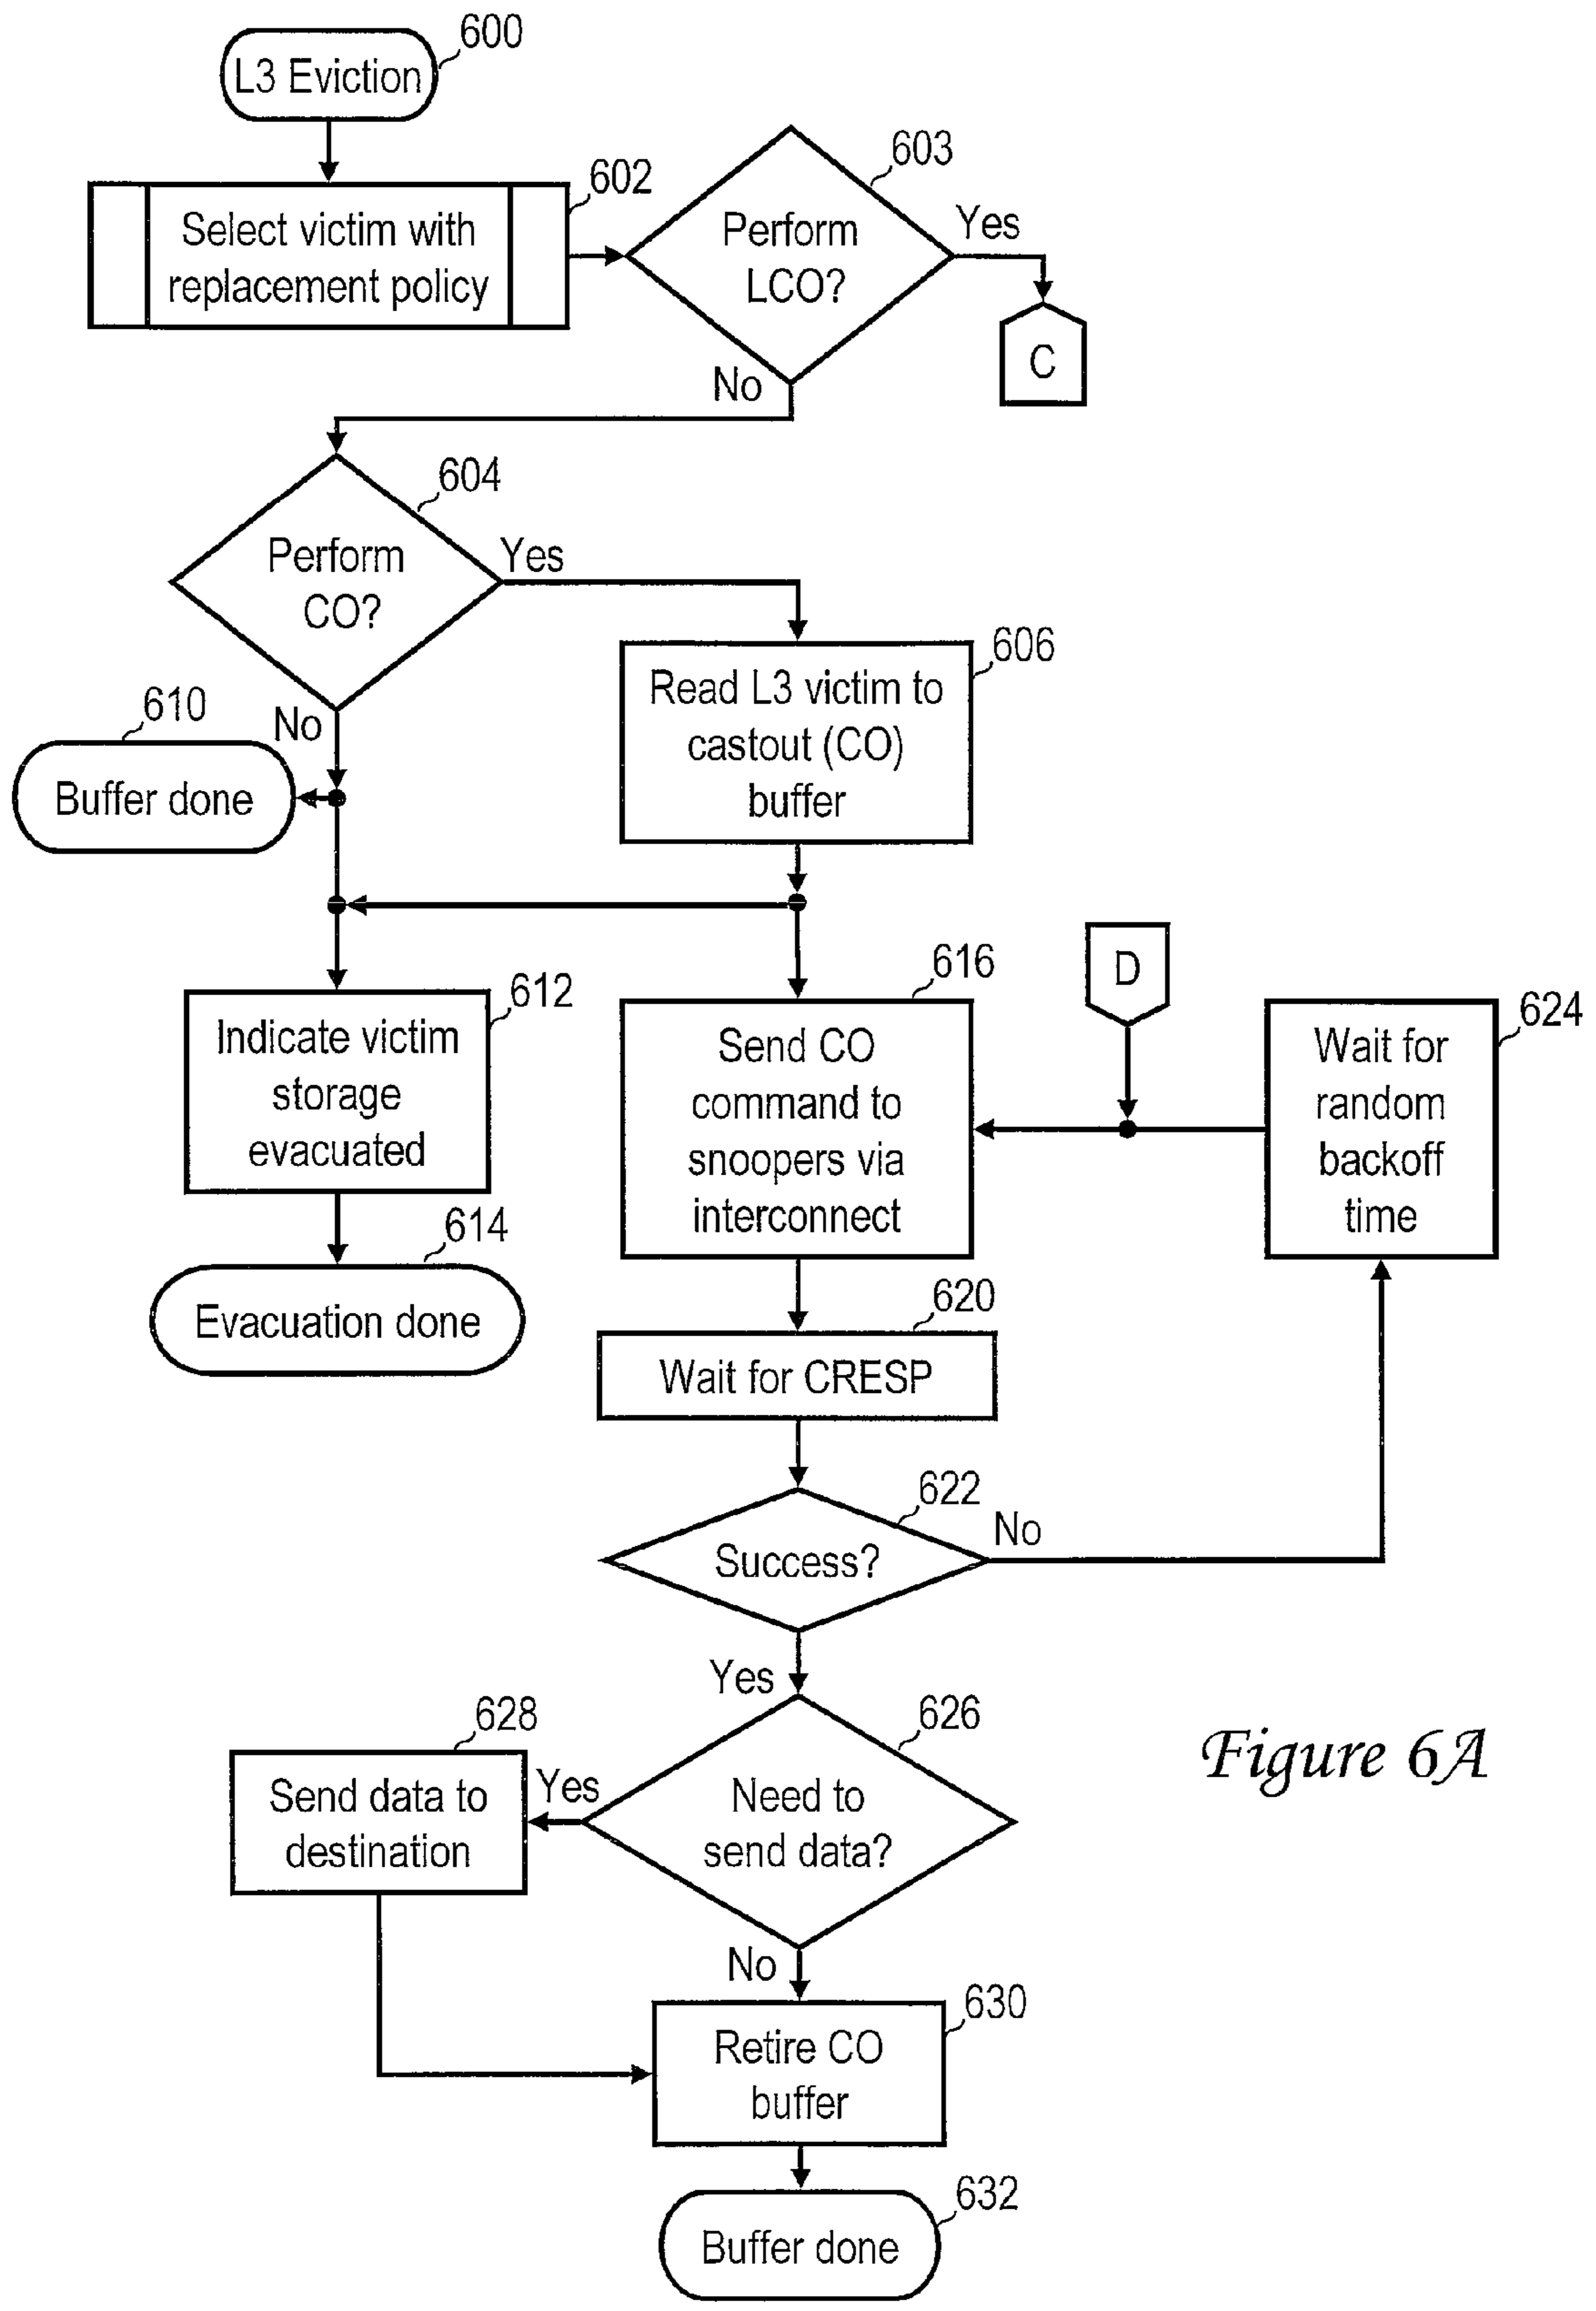 600
L3 Eviction
602
Select victim with
replacement policy
603
Perform
LCO?
Yes
C
No
604
Perform
CO?
Yes
606
Read L3 victim to
castout (CO)
buffer
No
610
Buffer done
612
Indicate victim
storage
evacuated
614
Evacuation done
616
Send CO
command to
snoopers via
interconnect
D
624
Wait for
random
backoff
time
620
Wait for CRESP
622
Success?
No
Yes
626
Need to
send data?
Yes
628
Send data to
destination
No
630
Retire CO
buffer
632
Buffer done
Figure 6A